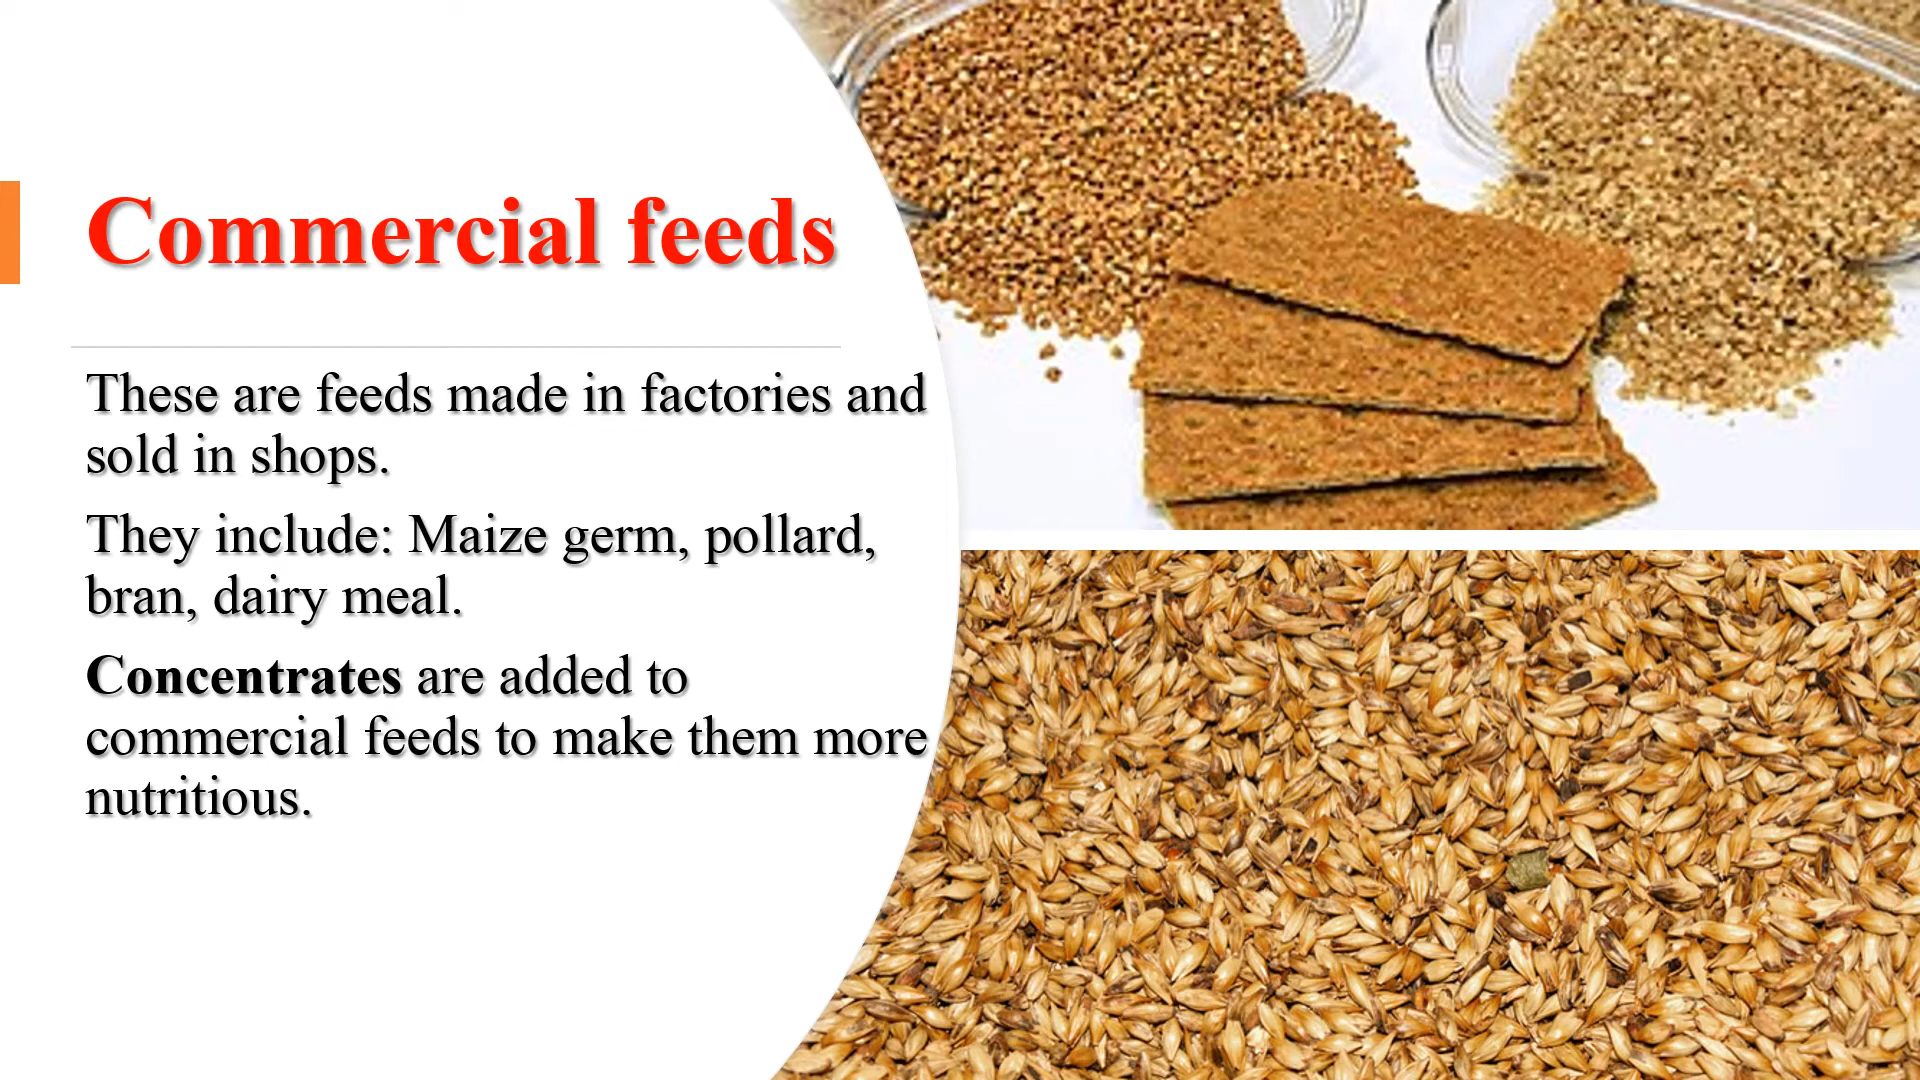 Commercial feeds
These are feeds made in factories and
sold in shops.
They include: Maize germ, pollard,
bran, dairy meal.
Concentrates are added to
commercial feeds to make them more
nutritious.